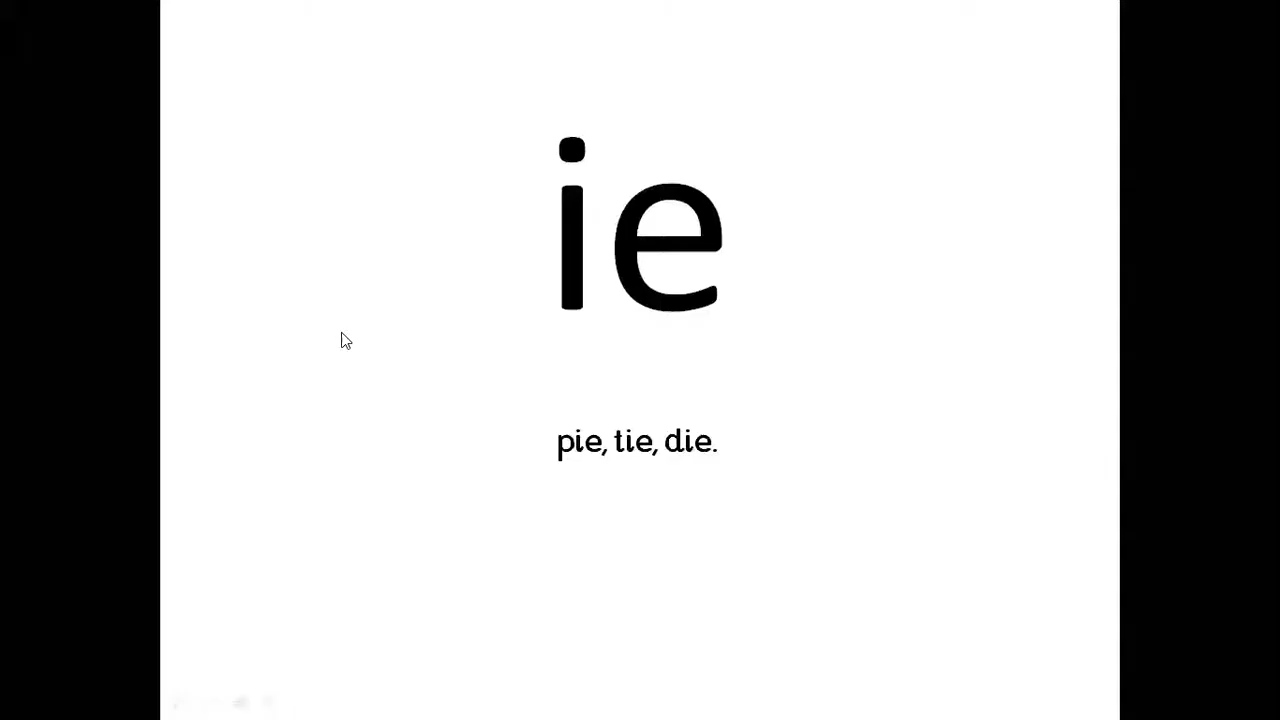 ie
pie, tie, die.